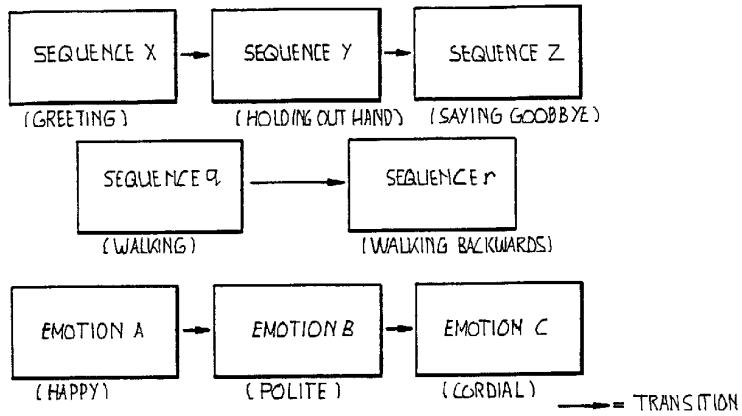 SEQUENCE X SEQUENCE Y SEQUENCE Z
(GREETING) (HOLDING OUT HAND) (SAYING GOODBYE)
SEQUENCE q SEQUENCE r
(WALKING) (WALKING BACKWARDS)
EMOTION A EMOTION B EMOTION C
(HAPPY) (POLITE) (CORDIAL)
= TRANSITION